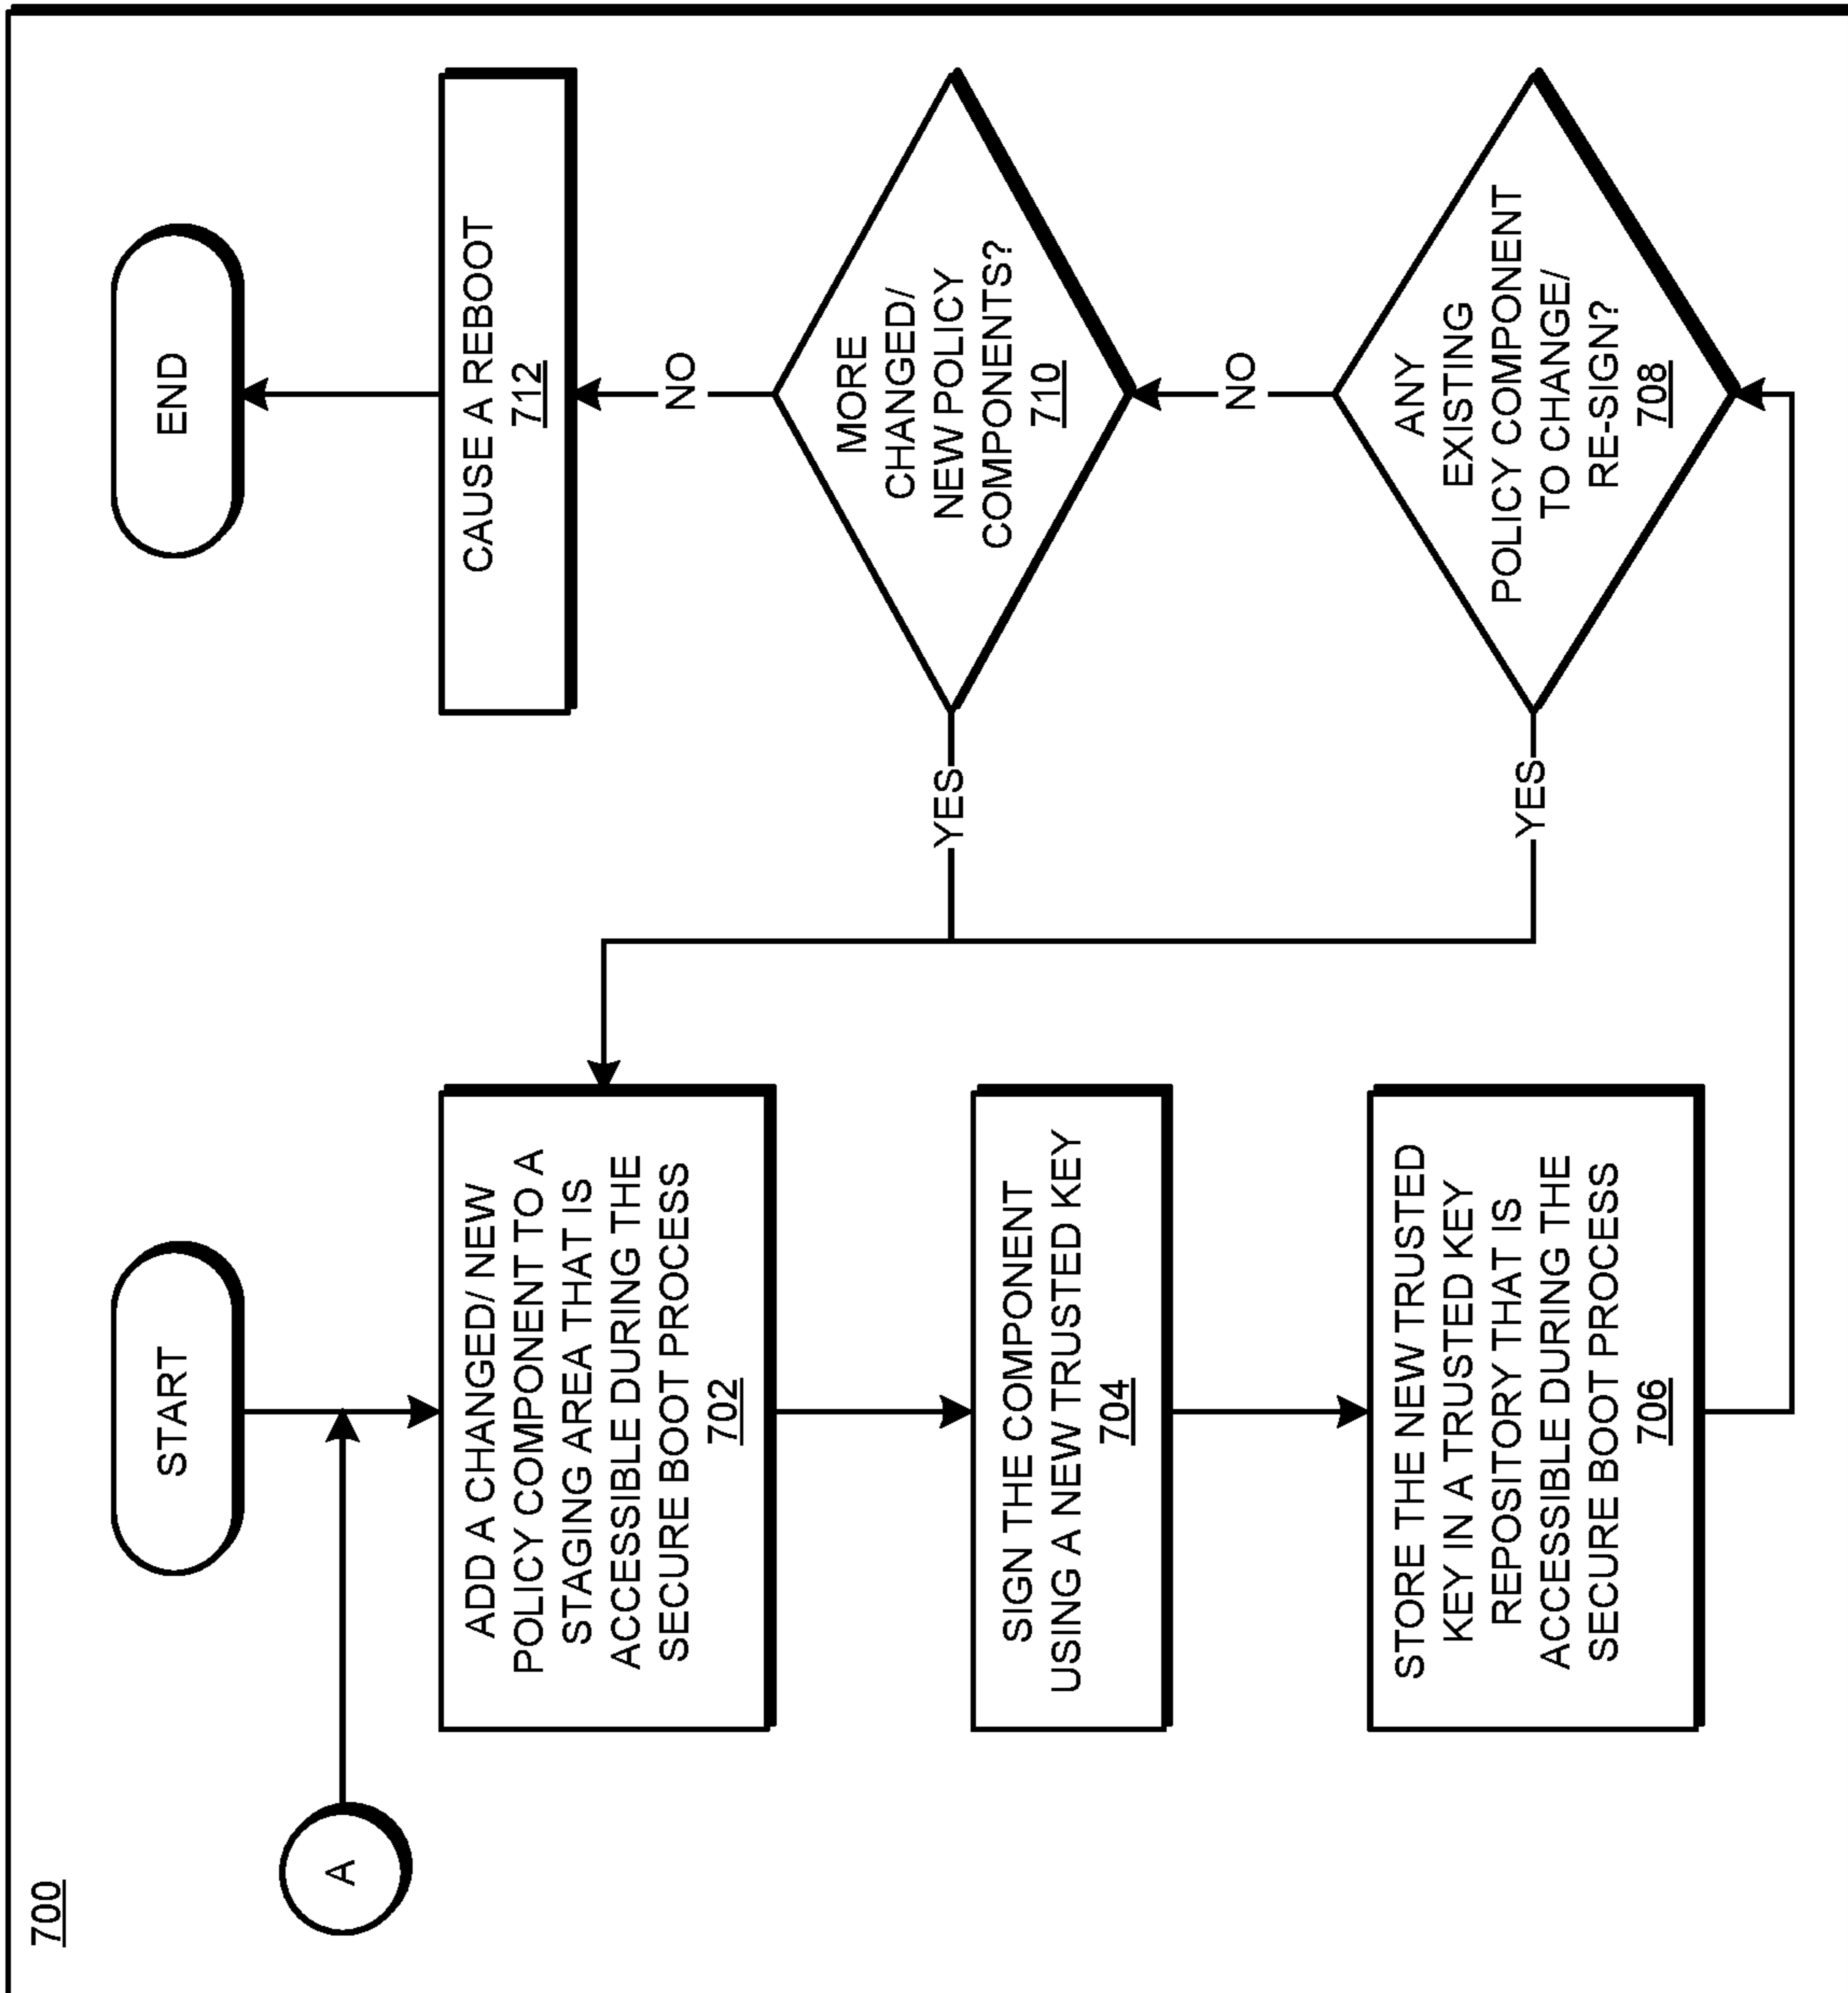 700
START
A
ADD A CHANGED/ NEW
POLICY COMPONENT TO A
STAGING AREA THAT IS
ACCESSIBLE DURING THE
SECURE BOOT PROCESS
702
SIGN THE COMPONENT
USING A NEW TRUSTED KEY
704
STORE THE NEW TRUSTED
KEY IN A TRUSTED KEY
REPOSITORY THAT IS
ACCESSIBLE DURING THE
SECURE BOOT PROCESS
706
ANY
EXISTING
POLICY COMPONENT
TO CHANGE/
RE-SIGN?
708
YES
NO
MORE
CHANGED/
NEW POLICY
COMPONENTS?
710
YES
NO
CAUSE A REBOOT
712
END